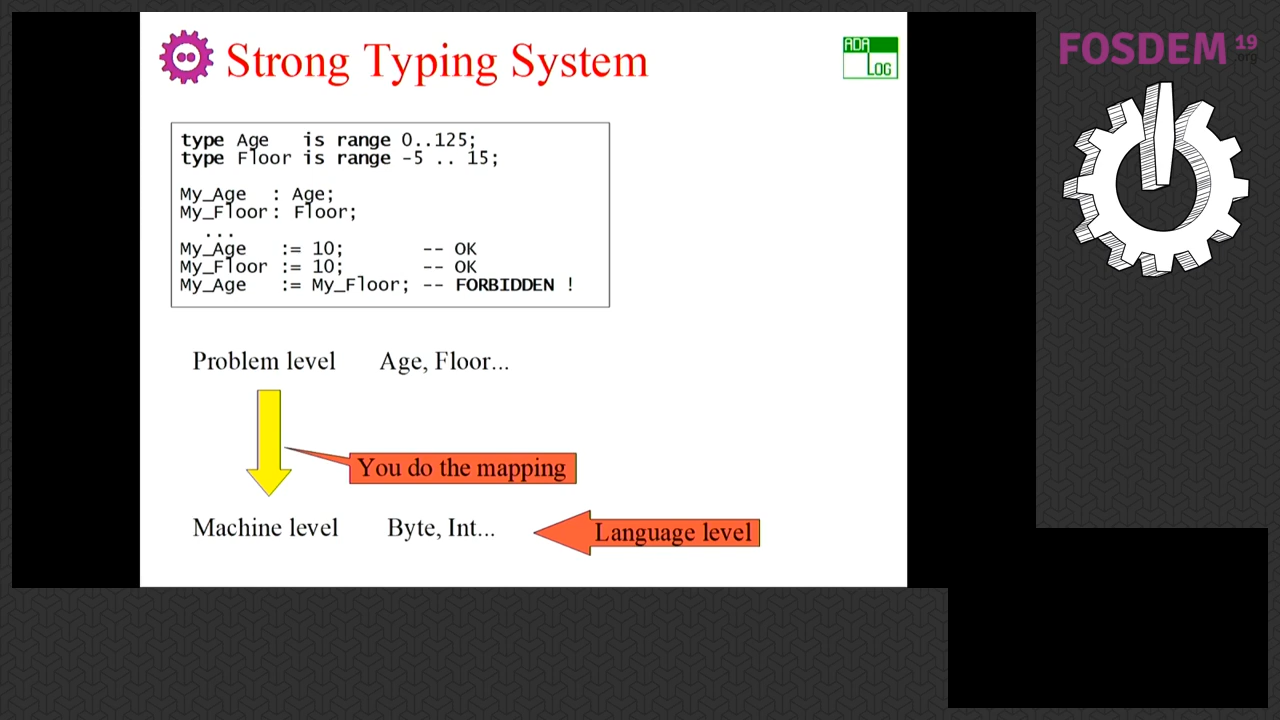 Strong Typing System
ADA
LOG
FOSDEM 19
.org
type Age   is range 0..125;
type Floor is range -5 .. 15;
My_Age   : Age;
My_Floor : Floor;
...
My_Age   := 10;         -- OK
My_Floor := 10;         -- OK
My_Age   := My_Floor; -- FORBIDDEN !
Problem level Age, Floor...
You do the mapping
Machine level Byte, Int...
Language level